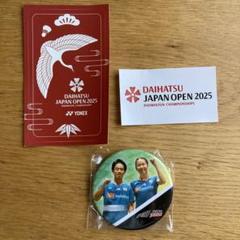 DAIHATSU
JAPAN OPEN 2025
YONEX
DAIHATSU
JAPAN OPEN 2025
BADMINTON CHAMPIONSHIPS